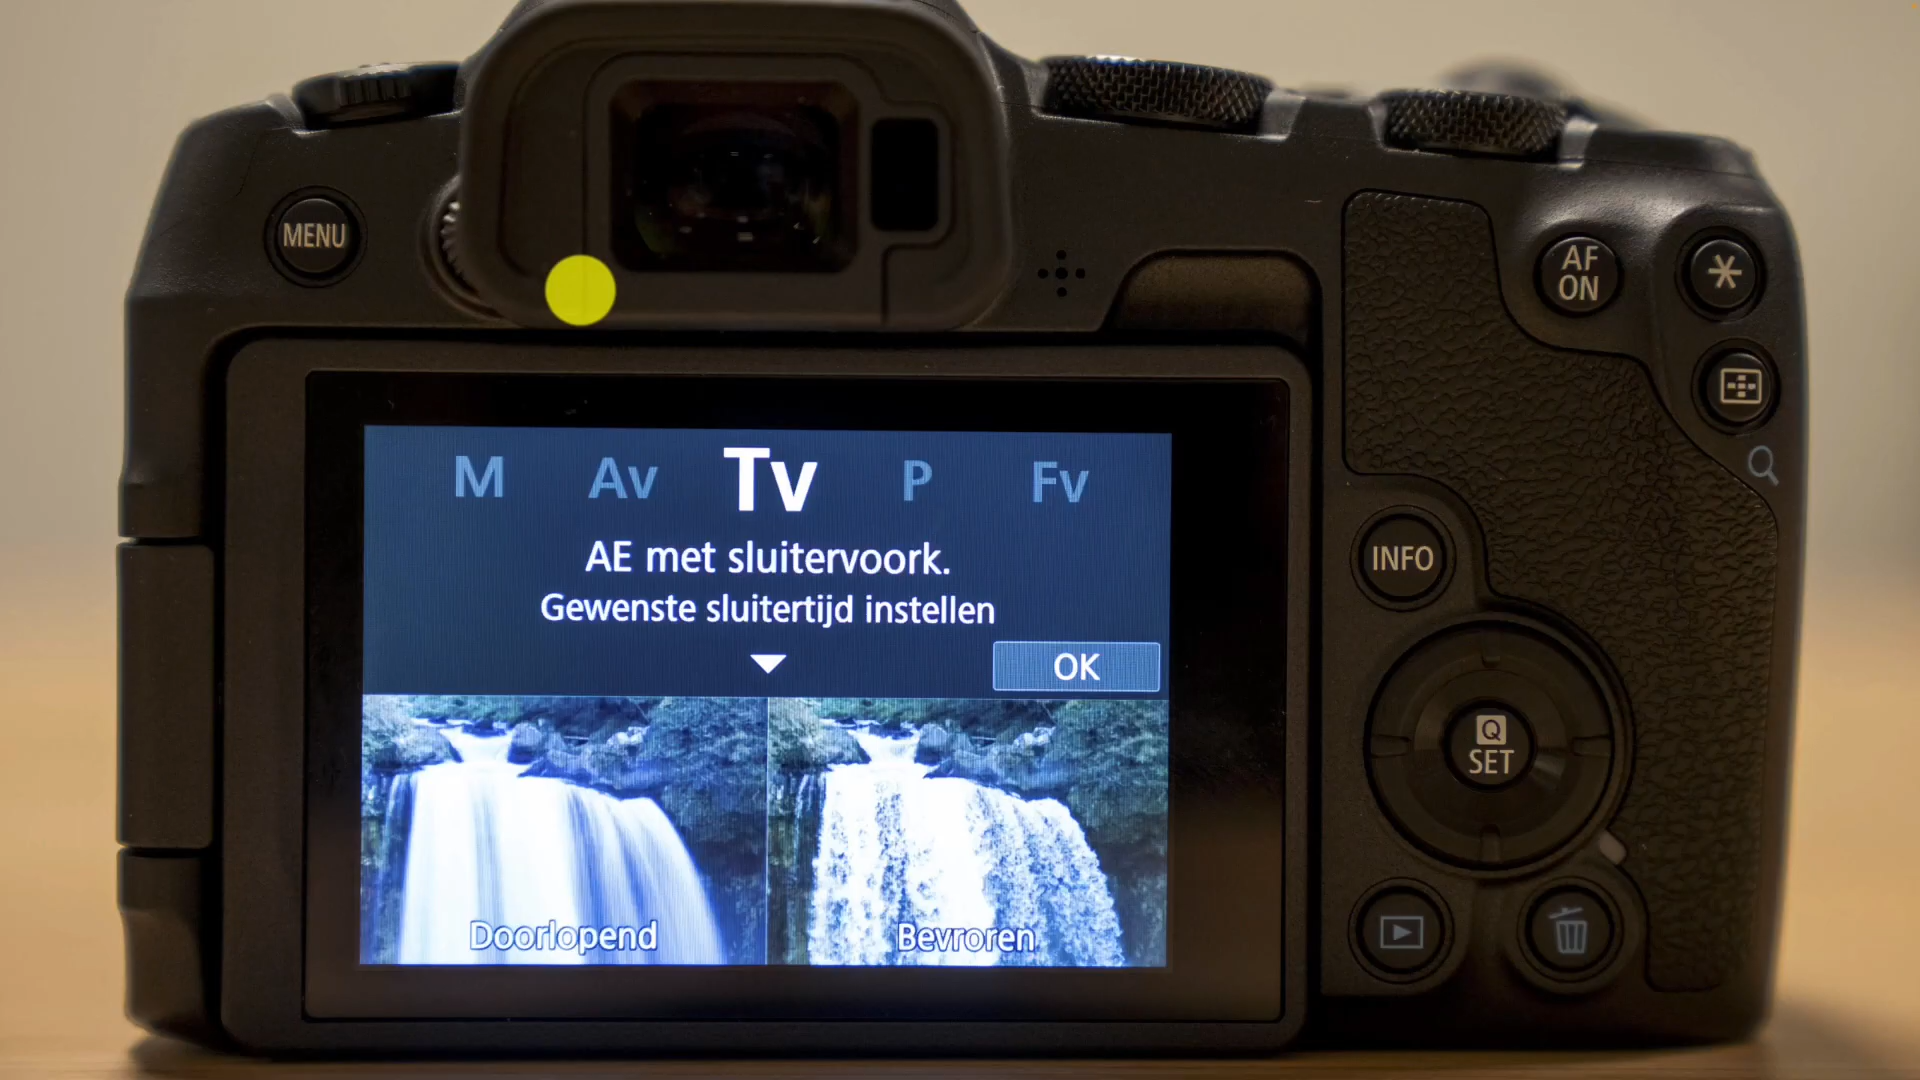 MENU
AF
ON
M Av Tv P Fv
AE met sluitervoork.
Gewenste sluitertijd instellen
OK
Doorlopend
Bevroren
INFO
Q
SET